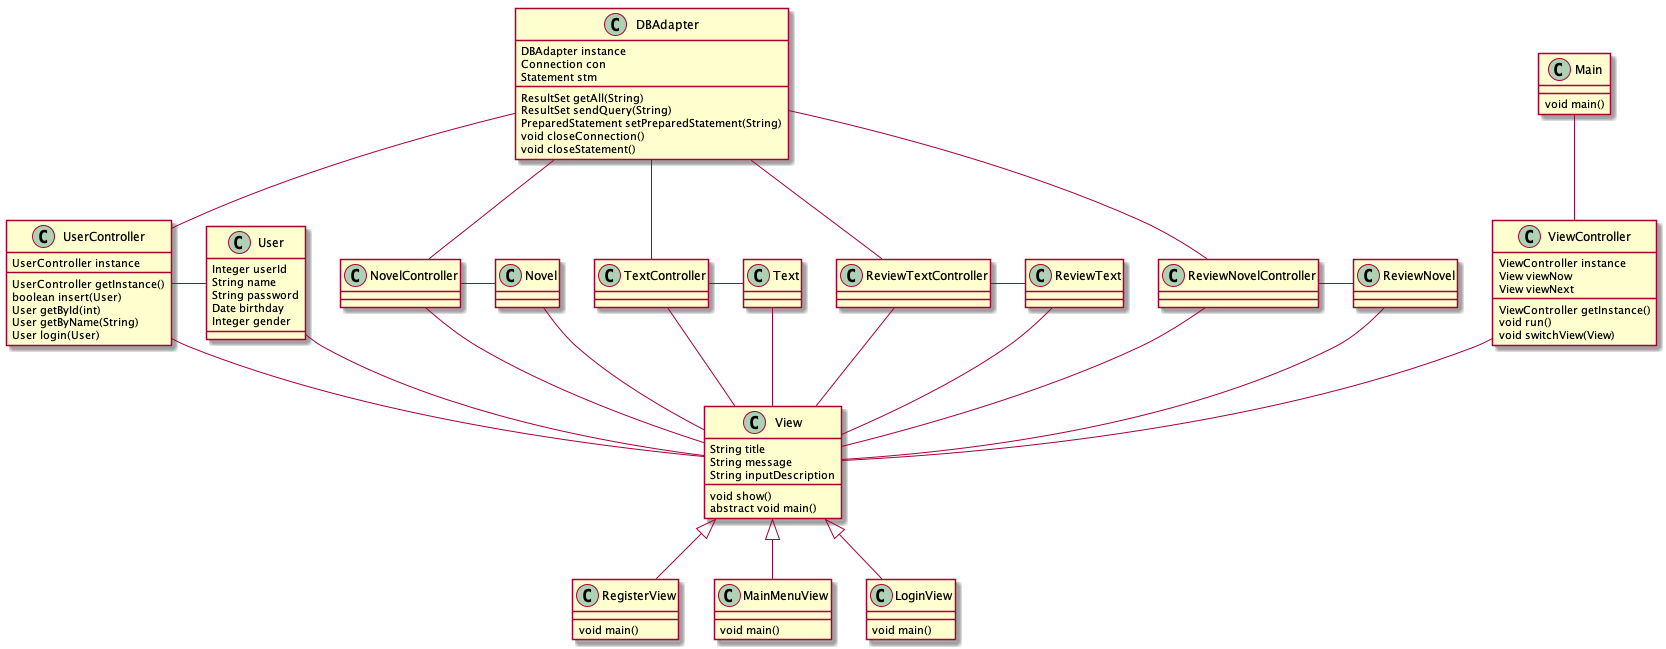 C DBAdapter
DBAdapter instance
Connection con
Statement stm
ResultSet getAll(String)
ResultSet sendQuery(String)
PreparedStatement setPreparedStatement(String)
void closeConnection()
void closeStatement()
C Main
void main()
C UserController
UserController instance
UserController getInstance()
boolean insert(User)
User getById(int)
User getByName(String)
User login(User)
C User
Integer userId
String name
String password
Date birthday
Integer gender
C NovelController
C Novel
C TextController
C Text
C ReviewTextController
C ReviewText
C ReviewNovelController
C ReviewNovel
C ViewController
ViewController instance
View viewNow
View viewNext
ViewController getInstance()
void run()
void switchView(View)
C View
String title
String message
String inputDescription
void show()
abstract void main()
C RegisterView
void main()
C MainMenuView
void main()
C LoginView
void main()